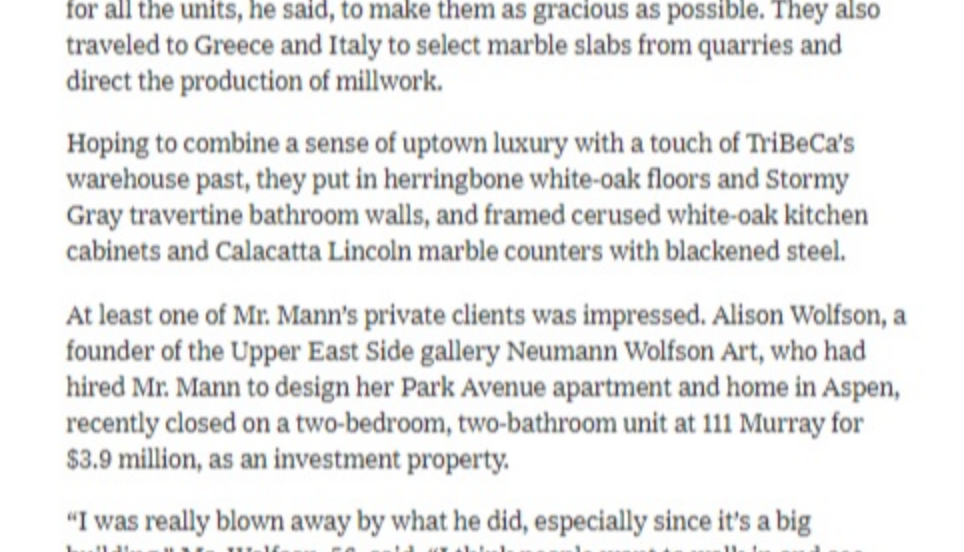 for all the units, he said, to make them as gracious as possible. They also
traveled to Greece and Italy to select marble slabs from quarries and
direct the production of millwork.
Hoping to combine a sense of uptown luxury with a touch of TriBeCa's
warehouse past, they put in herringbone white-oak floors and Stormy
Gray travertine bathroom walls, and framed cerused white-oak kitchen
cabinets and Calacatta Lincoln marble counters with blackened steel.
At least one of Mr. Mann's private clients was impressed. Alison Wolfson, a
founder of the Upper East Side gallery Neumann Wolfson Art, who had
hired Mr. Mann to design her Park Avenue apartment and home in Aspen,
recently closed on a two-bedroom, two-bathroom unit at 111 Murray for
$3.9 million, as an investment property.
“I was really blown away by what he did, especially since it's a big